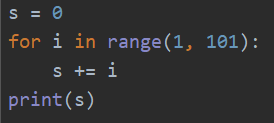 s = 0
for i in range(1, 101):
    s += i
print(s)